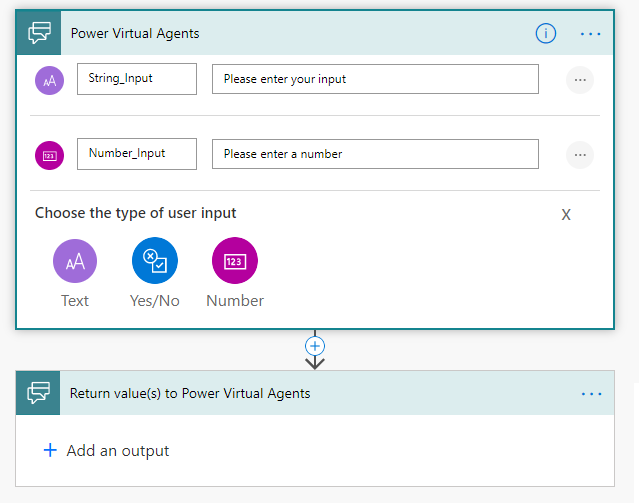 Power Virtual Agents
String_Input Please enter your input
Number_Input Please enter a number
Choose the type of user input X
Text Yes/No Number
Return value(s) to Power Virtual Agents
+ Add an output